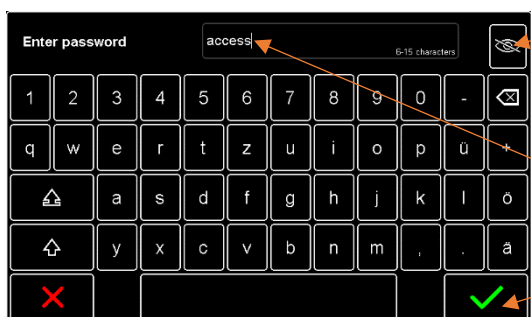 Enter password access
6-15 characters
1 2 3 4 5 6 7 8 9 0 -
q w e r t z u i o p ü +
a s d f g h j k l ö
y x c v b n m , . ä